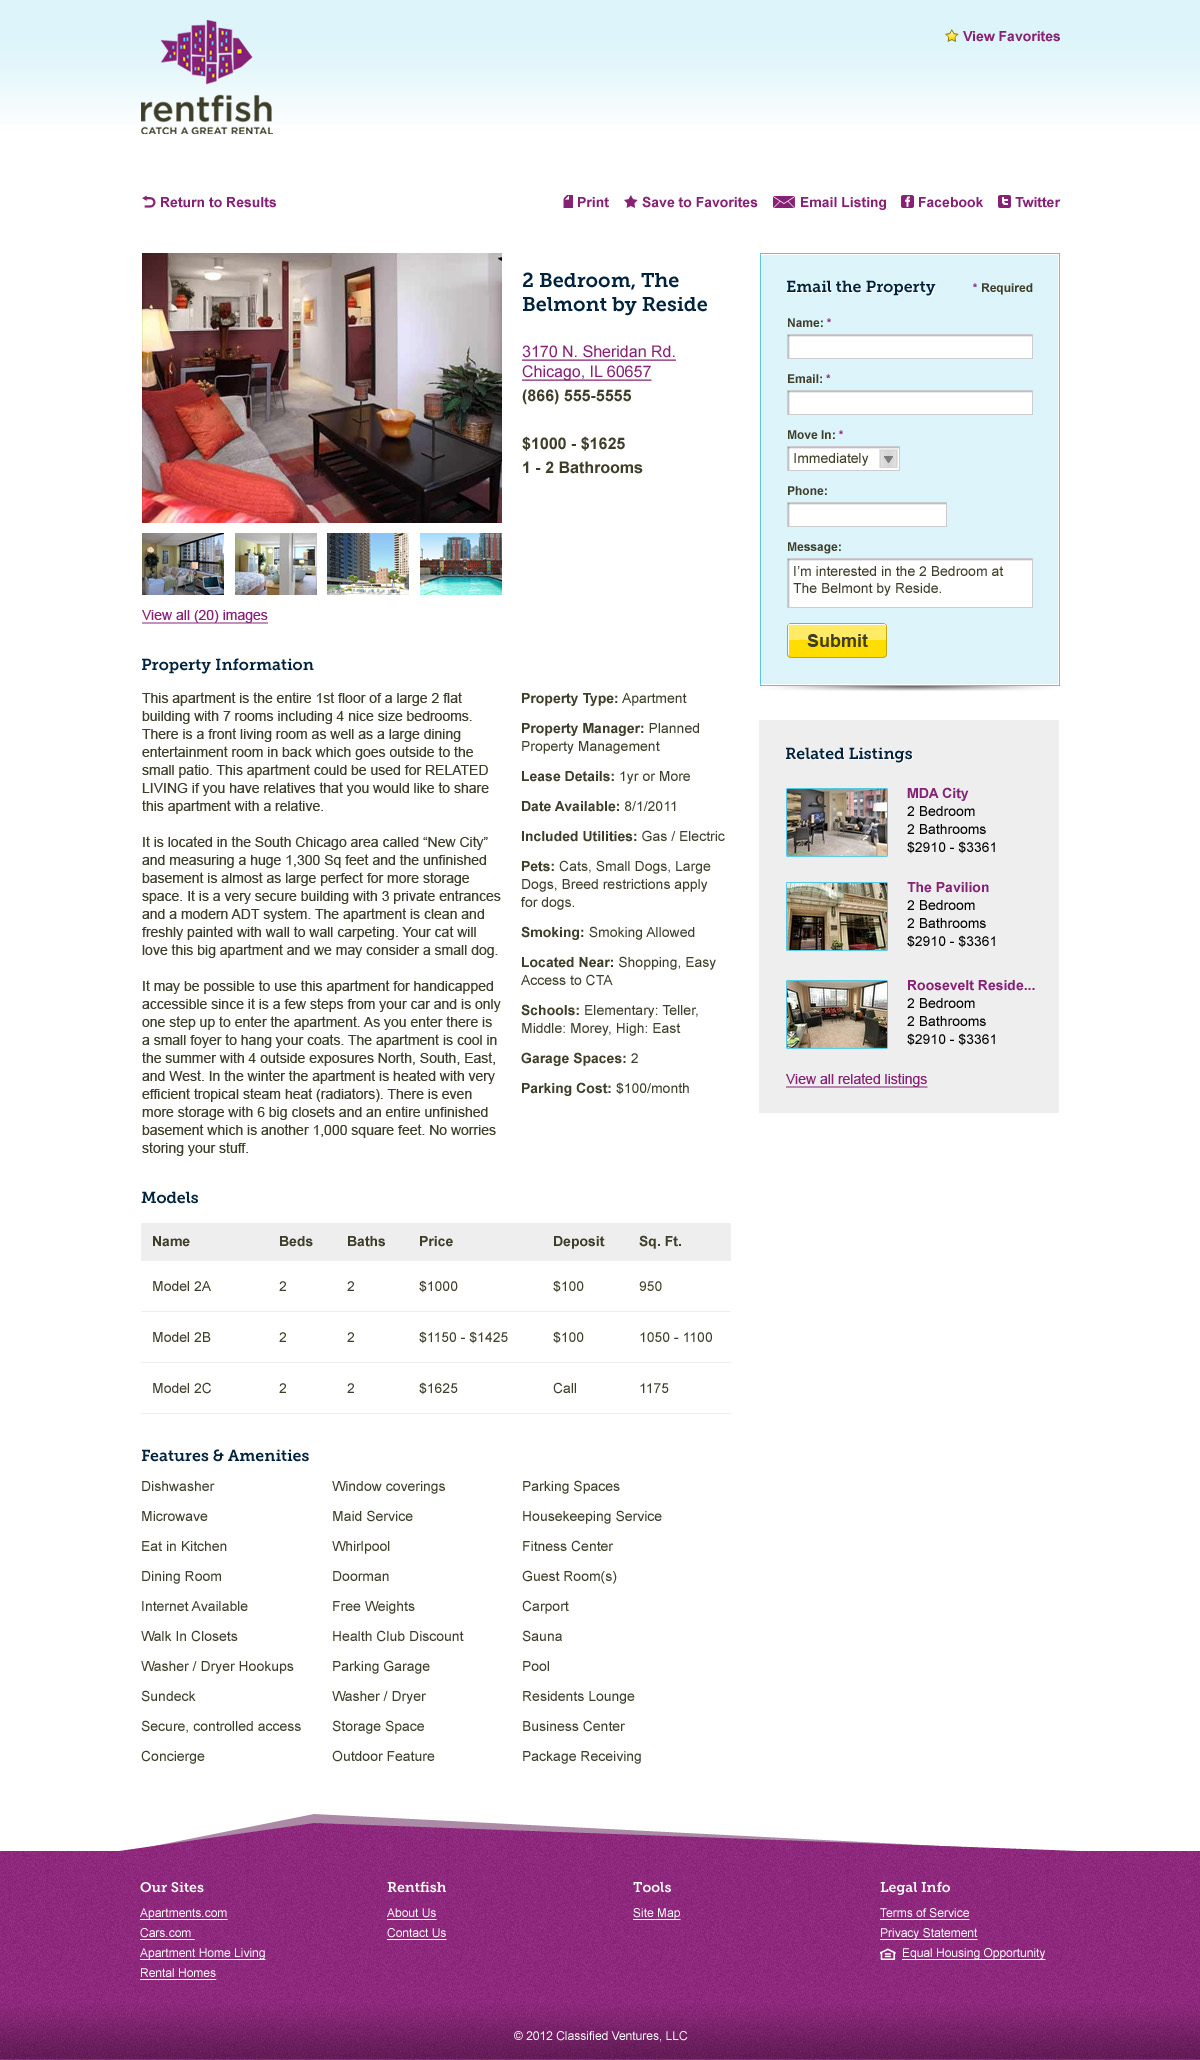 View Favorites
rentfish
CATCH A GREAT RENTAL
Return to Results
Print
Save to Favorites
Email Listing
Facebook
Twitter
2 Bedroom, The
Belmont by Reside
3170 N. Sheridan Rd.
Chicago, IL 60657
(866) 555-5555
$1000 - $1625
1 - 2 Bathrooms
View all (20) images
Email the Property
* Required
Name: *
Email: *
Move In: *
Immediately
Phone:
Message:
I'm interested in the 2 Bedroom at
The Belmont by Reside.
Submit
Property Information
This apartment is the entire 1st floor of a large 2 flat
building with 7 rooms including 4 nice size bedrooms.
There is a front living room as well as a large dining
entertainment room in back which goes outside to the
small patio. This apartment could be used for RELATED
LIVING if you have relatives that you would like to share
this apartment with a relative.
It is located in the South Chicago area called “New City”
and measuring a huge 1,300 Sq feet and the unfinished
basement is almost as large perfect for more storage
space. It is a very secure building with 3 private entrances
and a modern ADT system. The apartment is clean and
freshly painted with wall to wall carpeting. Your cat will
love this big apartment and we may consider a small dog.
It may be possible to use this apartment for handicapped
accessible since it is a few steps from your car and is only
one step up to enter the apartment. As you enter there is
a small foyer to hang your coats. The apartment is cool in
the summer with 4 outside exposures North, South, East,
and West. In the winter the apartment is heated with very
efficient tropical steam heat (radiators). There is even
more storage with 6 big closets and an entire unfinished
basement which is another 1,000 square feet. No worries
storing your stuff.
Property Type: Apartment
Property Manager: Planned
Property Management
Lease Details: 1yr or More
Date Available: 8/1/2011
Included Utilities: Gas / Electric
Pets: Cats, Small Dogs, Large
Dogs, Breed restrictions apply
for dogs.
Smoking: Smoking Allowed
Located Near: Shopping, Easy
Access to CTA
Schools: Elementary: Teller,
Middle: Morey, High: East
Garage Spaces: 2
Parking Cost: $100/month
Related Listings
MDA City
2 Bedroom
2 Bathrooms
$2910 - $3361
The Pavilion
2 Bedroom
2 Bathrooms
$2910 - $3361
Roosevelt Reside...
2 Bedroom
2 Bathrooms
$2910 - $3361
View all related listings
Models
Name Beds Baths Price Deposit Sq. Ft.
Model 2A 2 2 $1000 $100 950
Model 2B 2 2 $1150 - $1425 $100 1050 - 1100
Model 2C 2 2 $1625 Call 1175
Features & Amenities
Dishwasher
Microwave
Eat in Kitchen
Dining Room
Internet Available
Walk In Closets
Washer / Dryer Hookups
Sundeck
Secure, controlled access
Concierge
Window coverings
Maid Service
Whirlpool
Doorman
Free Weights
Health Club Discount
Parking Garage
Washer / Dryer
Storage Space
Outdoor Feature
Parking Spaces
Housekeeping Service
Fitness Center
Guest Room(s)
Carport
Sauna
Pool
Residents Lounge
Business Center
Package Receiving
Our Sites
Apartments.com
Cars.com
Apartment Home Living
Rental Homes
Rentfish
About Us
Contact Us
Tools
Site Map
Legal Info
Terms of Service
Privacy Statement
Equal Housing Opportunity
© 2012 Classified Ventures, LLC